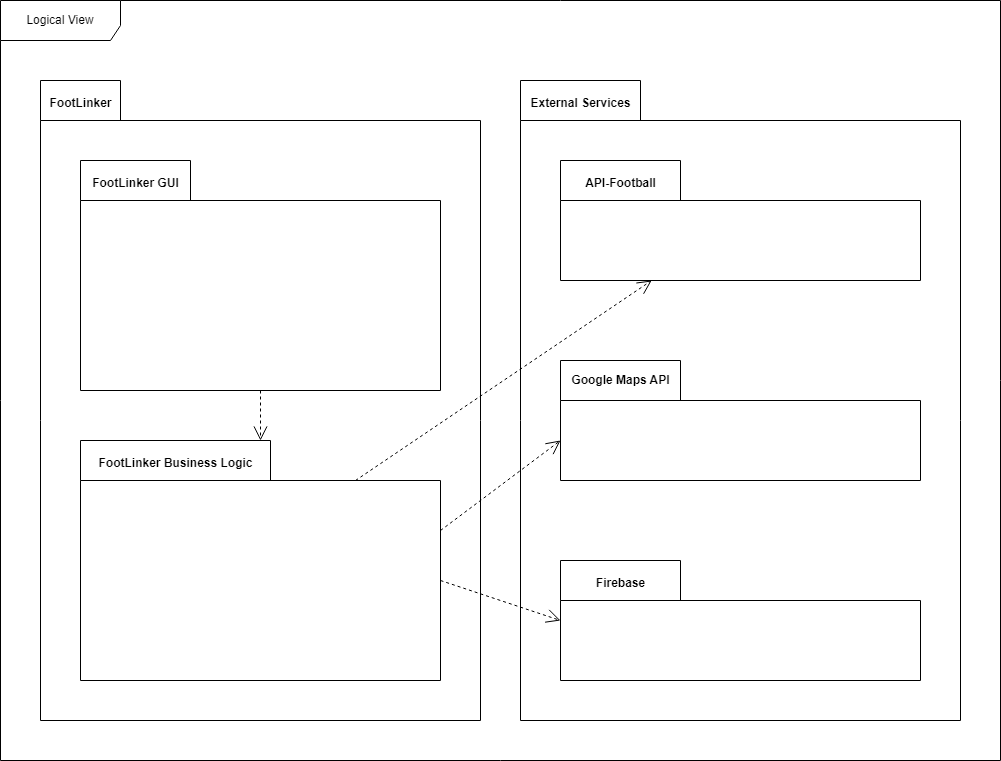 Logical View
FootLinker
External Services
FootLinker GUI
API-Football
Google Maps API
FootLinker Business Logic
Firebase